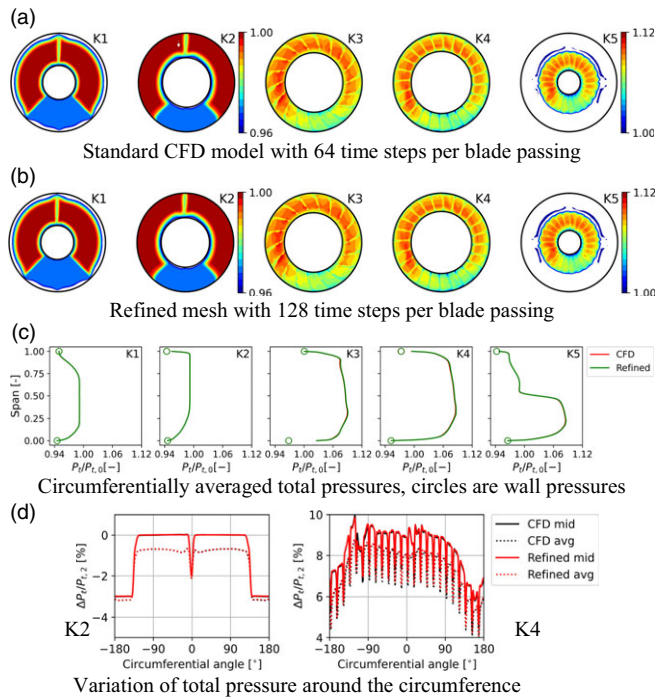 (a)
K1 K2 1.00 K3 K4 K5 1.12
0.96 1.00
Standard CFD model with 64 time steps per blade passing
(b)
K1 K2 1.00 K3 K4 K5 1.12
0.96 1.00
Refined mesh with 128 time steps per blade passing
(c)
Span [-]
1.00
0.75
0.50
0.25
0.00
K1 K2 K3 K4 K5
CFD
Refined
0.94 1.00 1.06 1.12 0.94 1.00 1.06 1.12 0.94 1.00 1.06 1.12 0.94 1.00 1.06 1.12 0.94 1.00 1.06 1.12
Pt/Pt,0[−] Pt/Pt,0[−] Pt/Pt,0[−] Pt/Pt,0[−] Pt/Pt,0[−]
Circumferentially averaged total pressures, circles are wall pressures
(d)
ΔPt/Pt,2 [%]
0
−2
−4
K2
−180 −90 0 90 180
Circumferential angle [°]
ΔPt/Pt,2 [%]
10
8
6
4
K4
−180 −90 0 90 180
Circumferential angle [°]
CFD mid
CFD avg
Refined mid
Refined avg
Variation of total pressure around the circumference